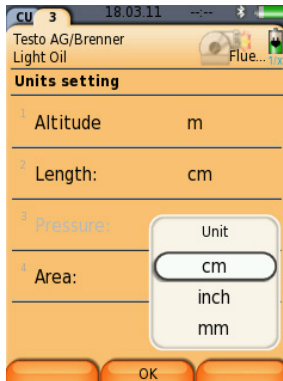 CU 3 18.03.11 --:--
Testo AG/Brenner
Light Oil
Flue...
1/x
Units setting
1 Altitude m
2 Length: cm
3 Pressure:
4 Area:
Unit
cm
inch
mm
OK